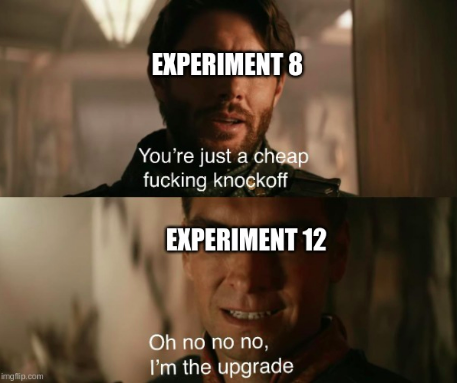 EXPERIMENT 8
You're just a cheap
fucking knockoff
EXPERIMENT 12
Oh no no no,
I'm the upgrade
imgflip.com